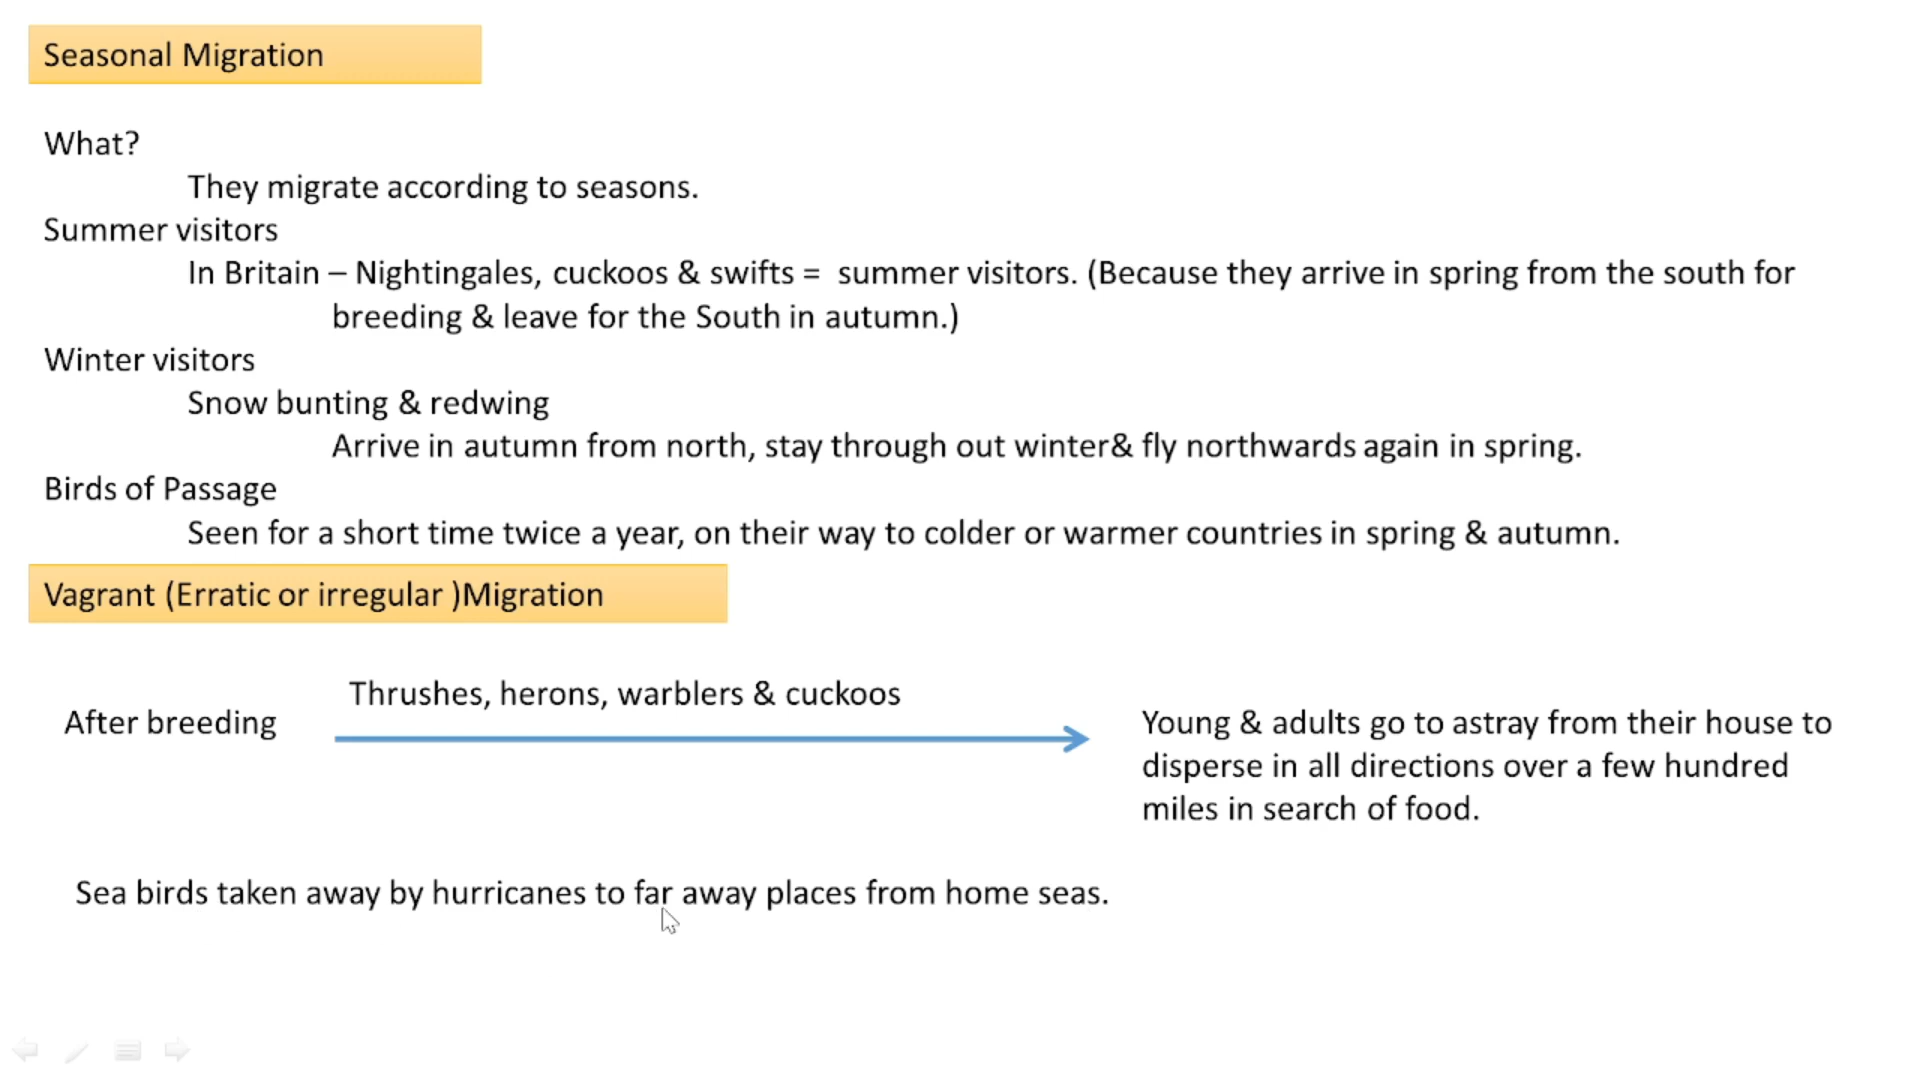 Seasonal Migration
What?
They migrate according to seasons.
Summer visitors
In Britain – Nightingales, cuckoos & swifts =  summer visitors. (Because they arrive in spring from the south for
breeding & leave for the South in autumn.)
Winter visitors
Snow bunting & redwing
Arrive in autumn from north, stay through out winter& fly northwards again in spring.
Birds of Passage
Seen for a short time twice a year, on their way to colder or warmer countries in spring & autumn.
Vagrant (Erratic or irregular )Migration
Thrushes, herons, warblers & cuckoos
After breeding
Young & adults go to astray from their house to
disperse in all directions over a few hundred
miles in search of food.
Sea birds taken away by hurricanes to far away places from home seas.